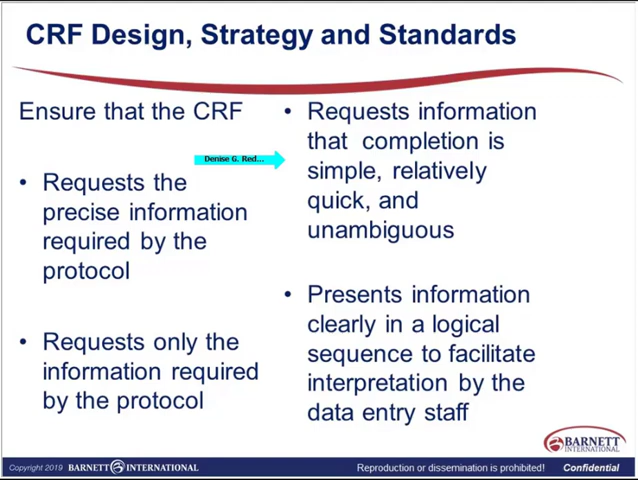 CRF Design, Strategy and Standards
Ensure that the CRF
• Requests the
precise information
required by the
protocol
• Requests only the
information required
by the protocol
• Requests information
that completion is
simple, relatively
quick, and
unambiguous
• Presents information
clearly in a logical
sequence to facilitate
interpretation by the
data entry staff
Denise G. Red...
BARNETT
INTERNATIONAL
Copyright 2019 BARNETT INTERNATIONAL
Reproduction or dissemination is prohibited! Confidential